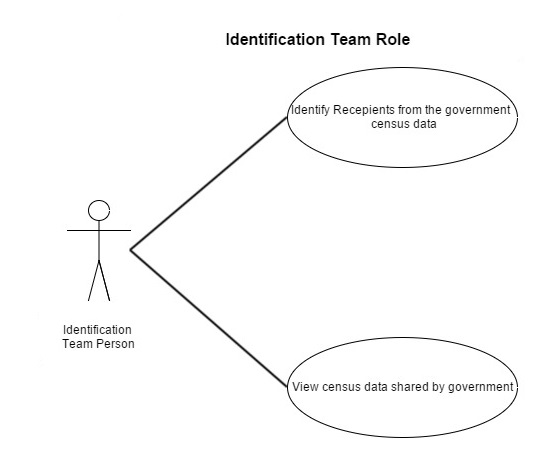 Identification Team Role
Identify Recepients from the government
census data
Identification
Team Person
View census data shared by government